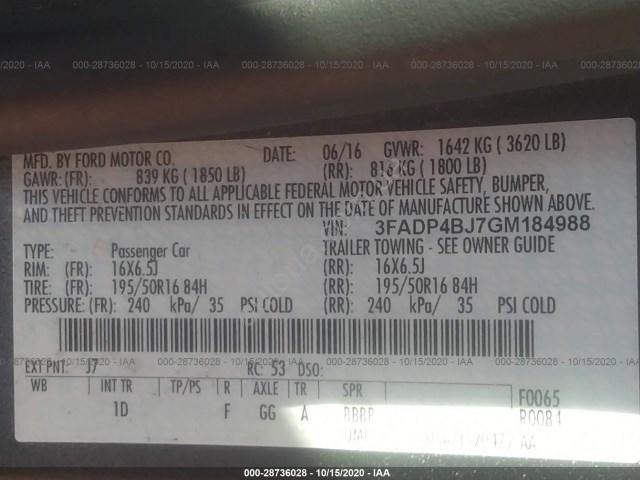 000-28736028 - 10/15/2020 - IAA
MFD. BY FORD MOTOR CO.
DATE: 06/16 GVWR: 1642 KG ( 3620 LB)
GAWR: (FR): 839 KG ( 1850 LB) (RR): 816 KG ( 1800 LB)
THIS VEHICLE CONFORMS TO ALL APPLICABLE FEDERAL MOTOR VEHICLE SAFETY, BUMPER,
AND THEFT PREVENTION STANDARDS IN EFFECT ON THE DATE OF MANUFACTURE SHOWN ABOVE.
VIN: 3FADP4BJ7GM184988
TYPE: Passenger Car TRAILER TOWING - SEE OWNER GUIDE
RIM: (FR): 16X6.5J (RR): 16X6.5J
TIRE: (FR): 195/50R16 84H (RR): 195/50R16 84H
PRESSURE: (FR): 240 kPa/ 35 PSI COLD (RR): 240 kPa/ 35 PSI COLD
000-28736028 - 10/15/2020 - IAA
EXT PNT: J7 RC: 53 DSO:
WB INT TR TP/PS R AXLE TR SPR F0065
1D F GG A BBBB R0084
AA
000-28736028 - 10/15/2020 - IAA